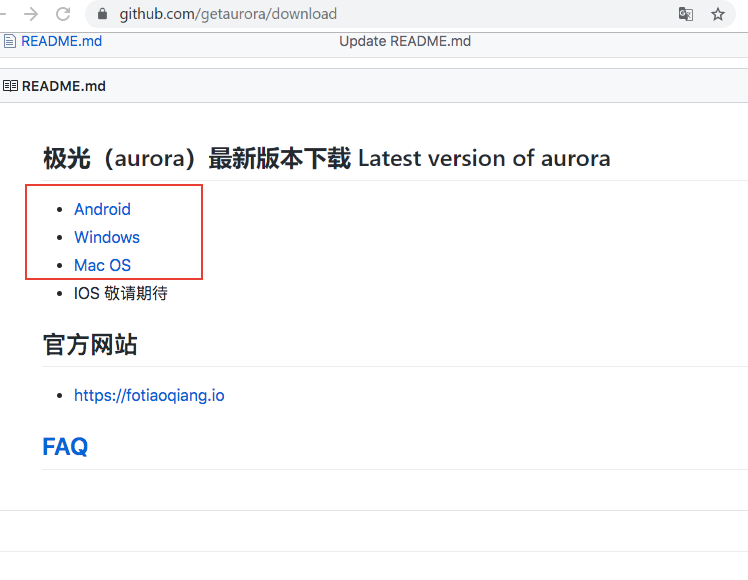 github.com/getaurora/download
README.md Update README.md
README.md
极光（aurora）最新版本下载 Latest version of aurora
Android
Windows
Mac OS
IOS 敬请期待
官方网站
https://fotiaoqiang.io
FAQ